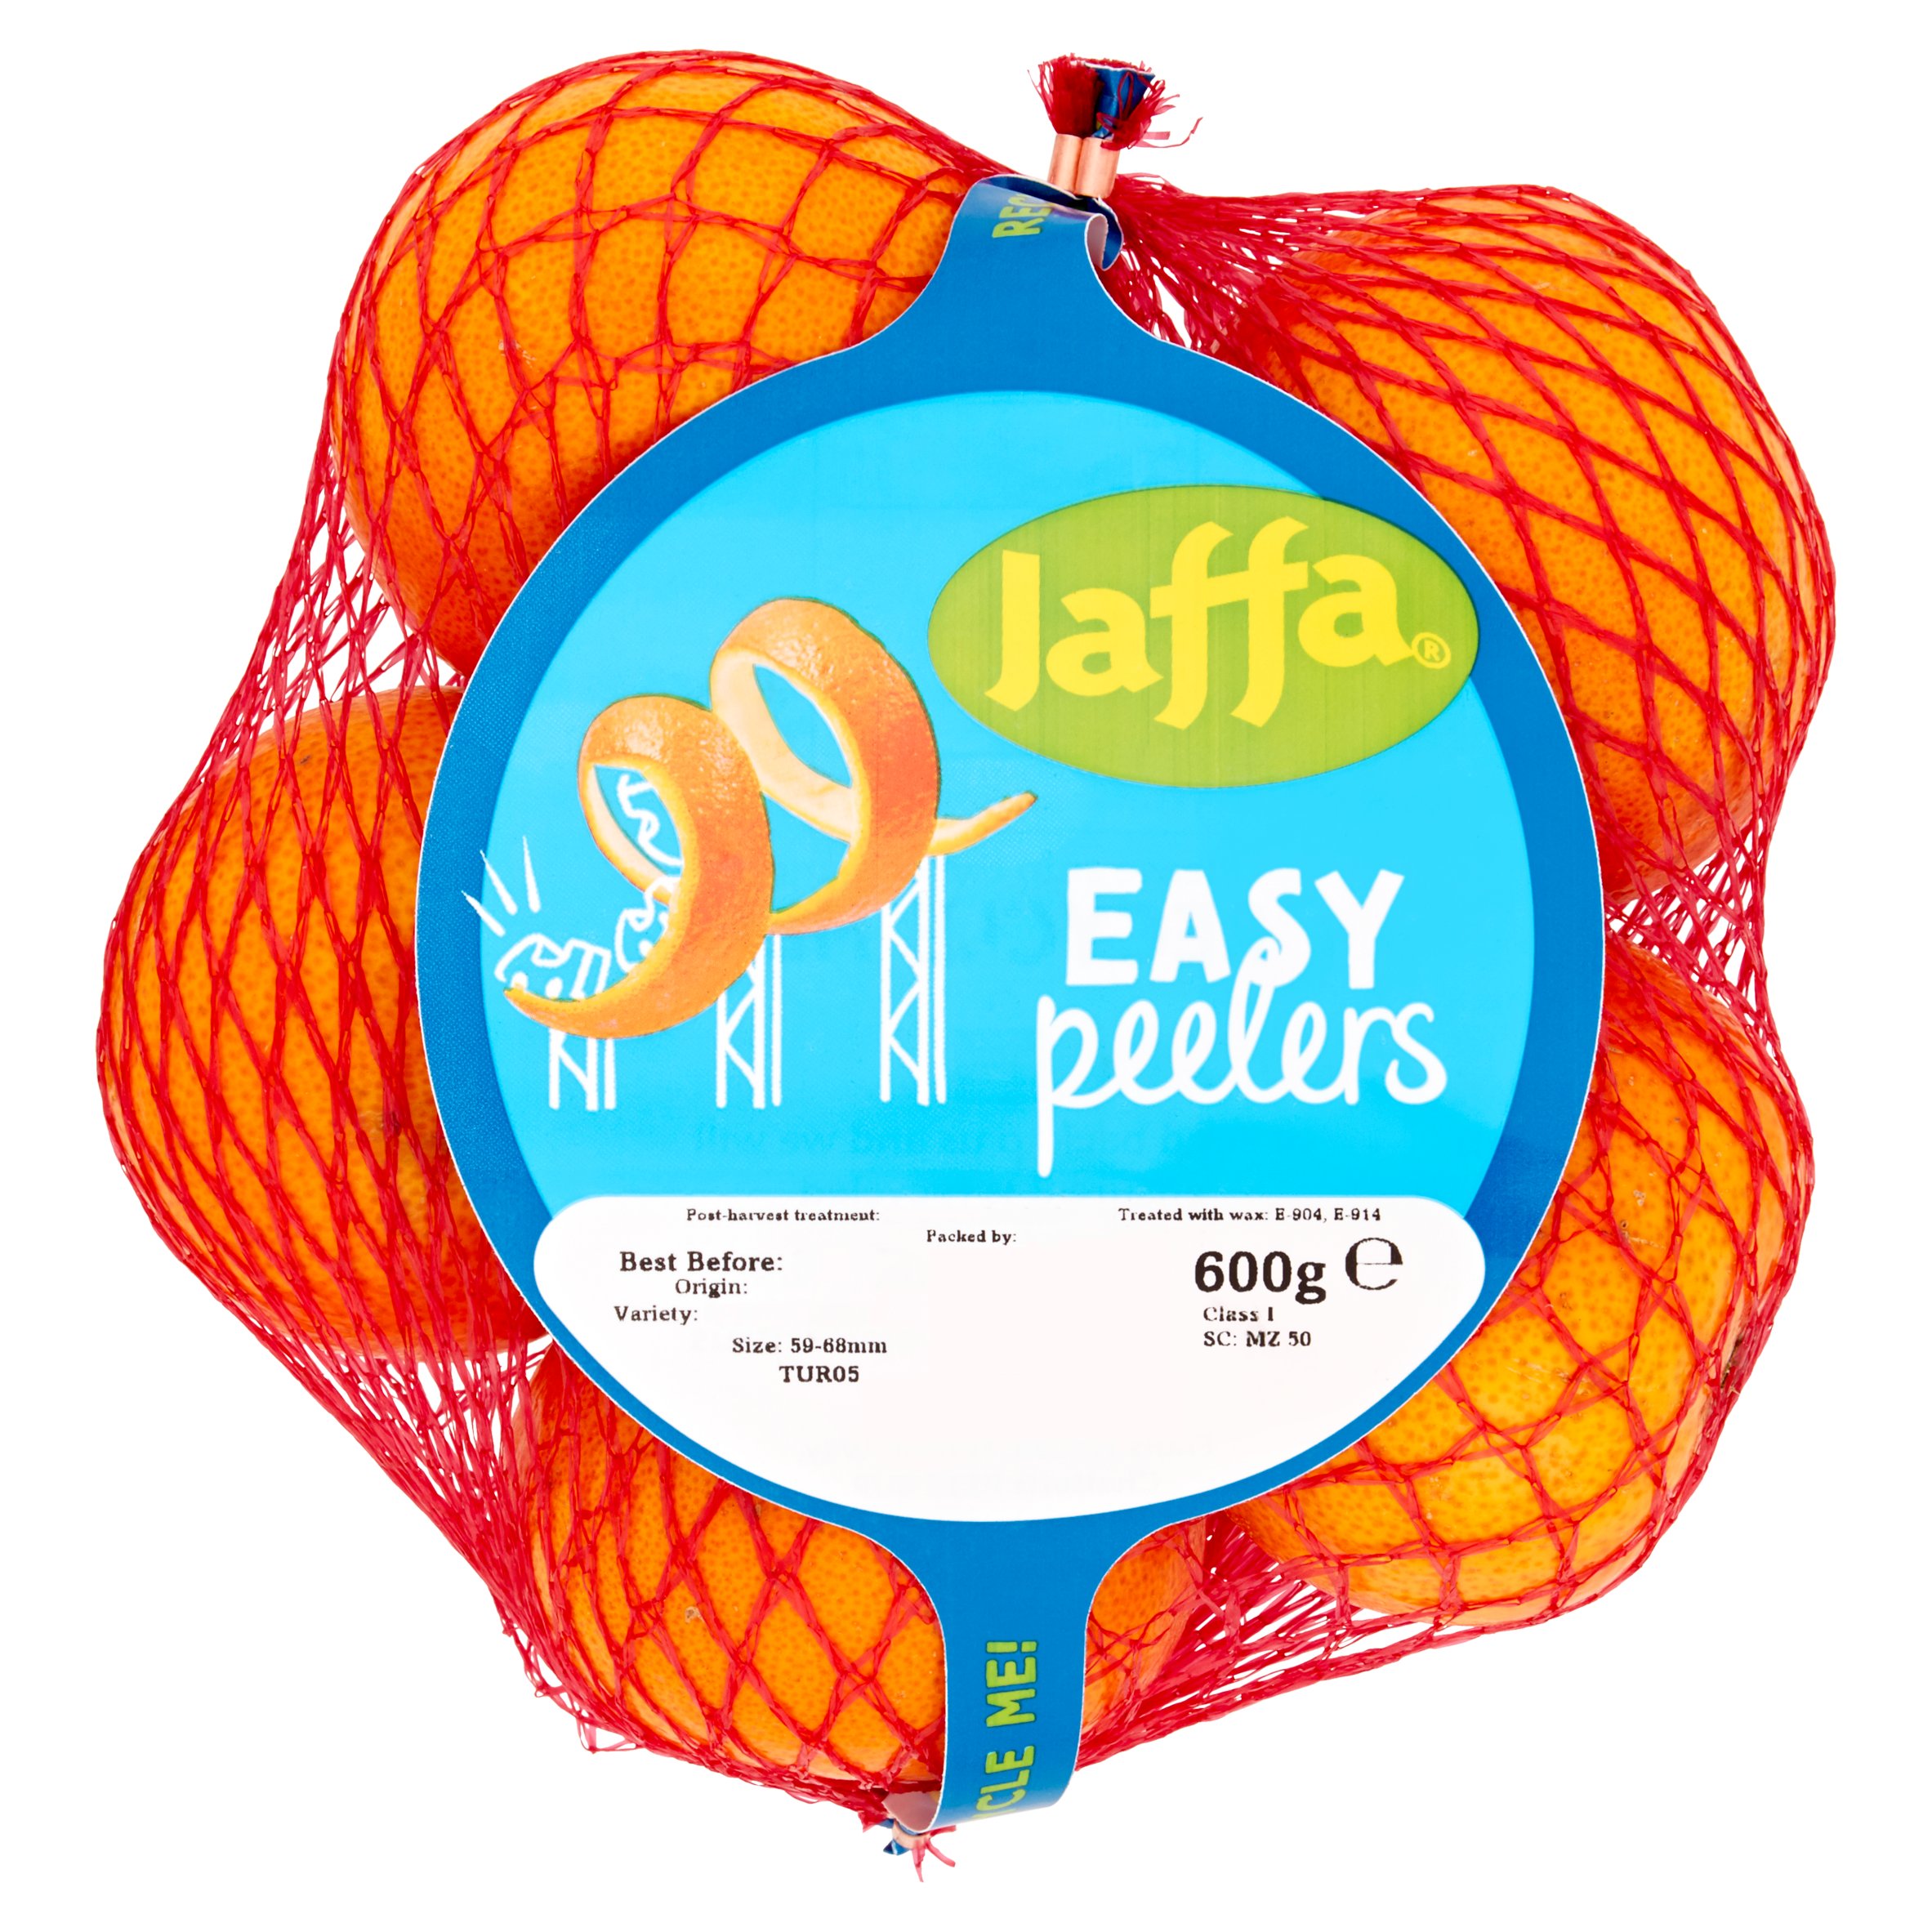 Jaffa®
EASY
peelers
Post-harvest treatment:
Treated with wax: E-904, E-914
Packed by:
Best Before:
600g ℮
Origin:
Variety:
Class I
Size: 59-68mm
SC: MZ 50
TUR05
CLE ME!